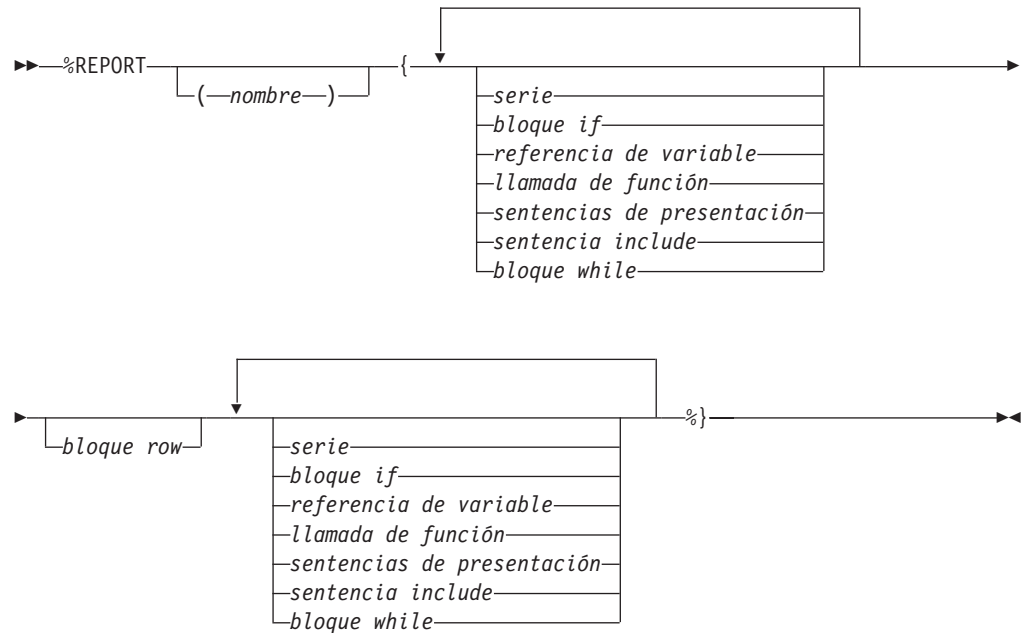 %REPORT ( nombre ) {
serie
bloque if
referencia de variable
llamada de función
sentencias de presentación
sentencia include
bloque while
bloque row %}
serie
bloque if
referencia de variable
llamada de función
sentencias de presentación
sentencia include
bloque while